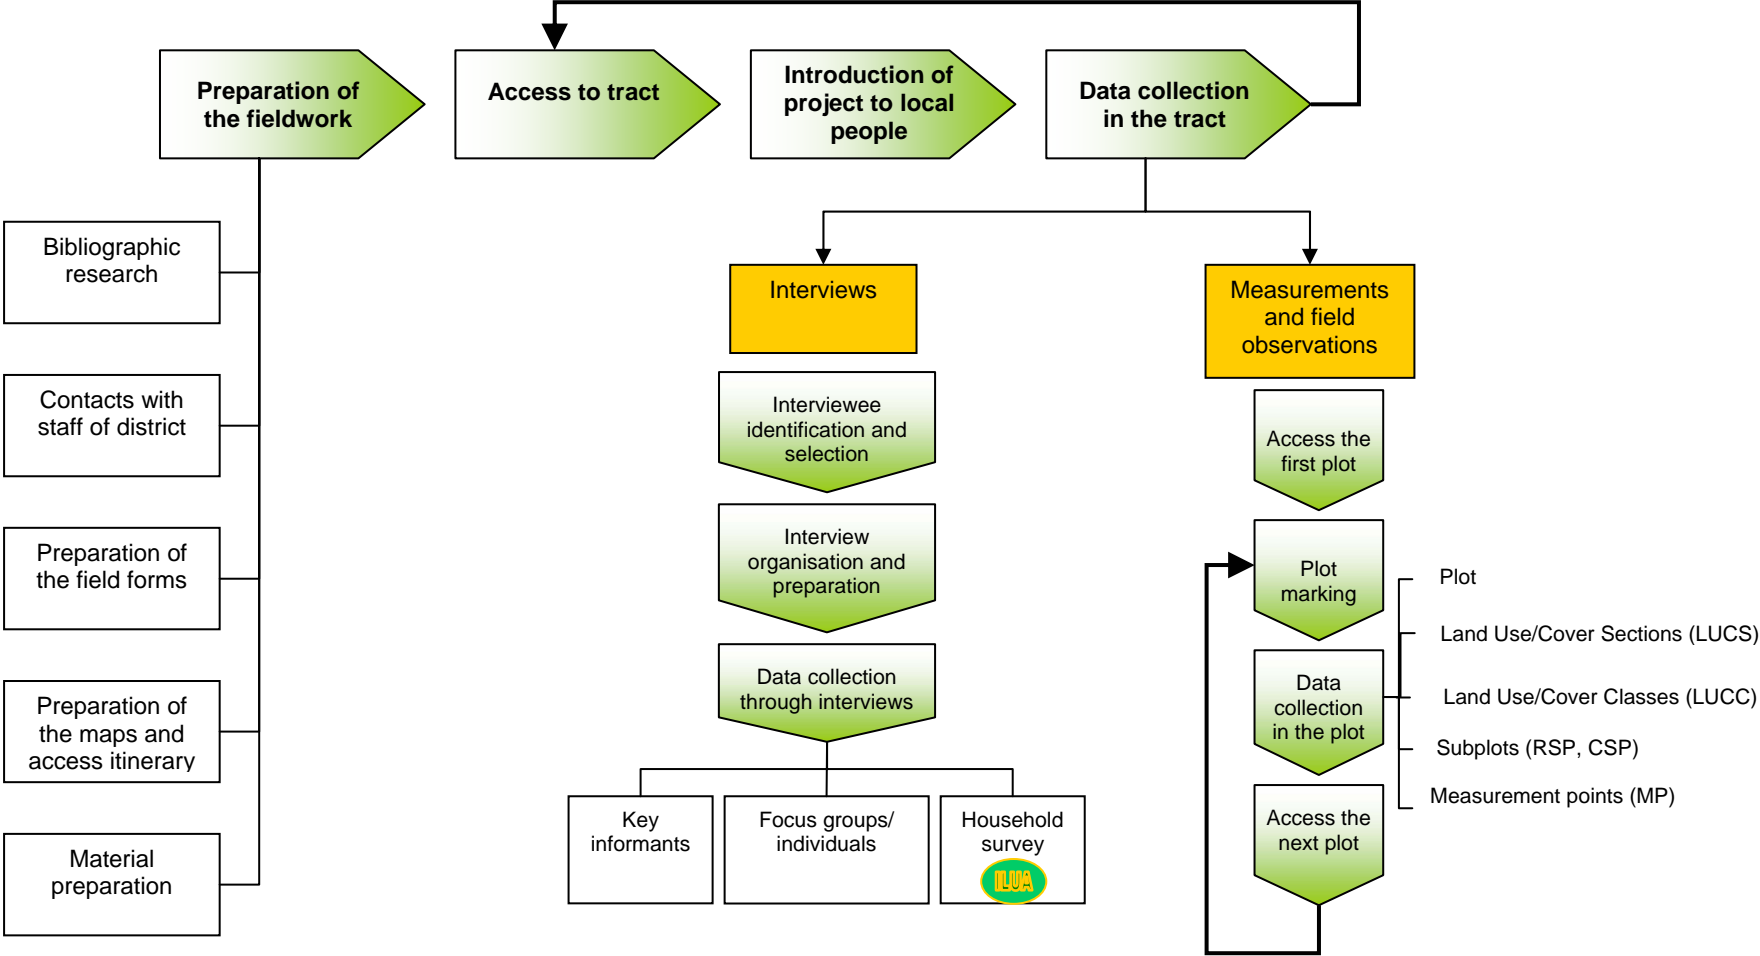 Preparation of
the fieldwork
Access to tract
Introduction of
project to local
people
Data collection
in the tract
Bibliographic
research
Contacts with
staff of district
Preparation of
the field forms
Preparation of
the maps and
access itinerary
Material
preparation
Interviews
Interviewee
identification and
selection
Interview
organisation and
preparation
Data collection
through interviews
Key
informants
Focus groups/
individuals
Household
survey
ILUA
Measurements
and field
observations
Access the
first plot
Plot
marking
Data
collection
in the plot
Access the
next plot
Plot
Land Use/Cover Sections (LUCS)
Land Use/Cover Classes (LUCC)
Subplots (RSP, CSP)
Measurement points (MP)